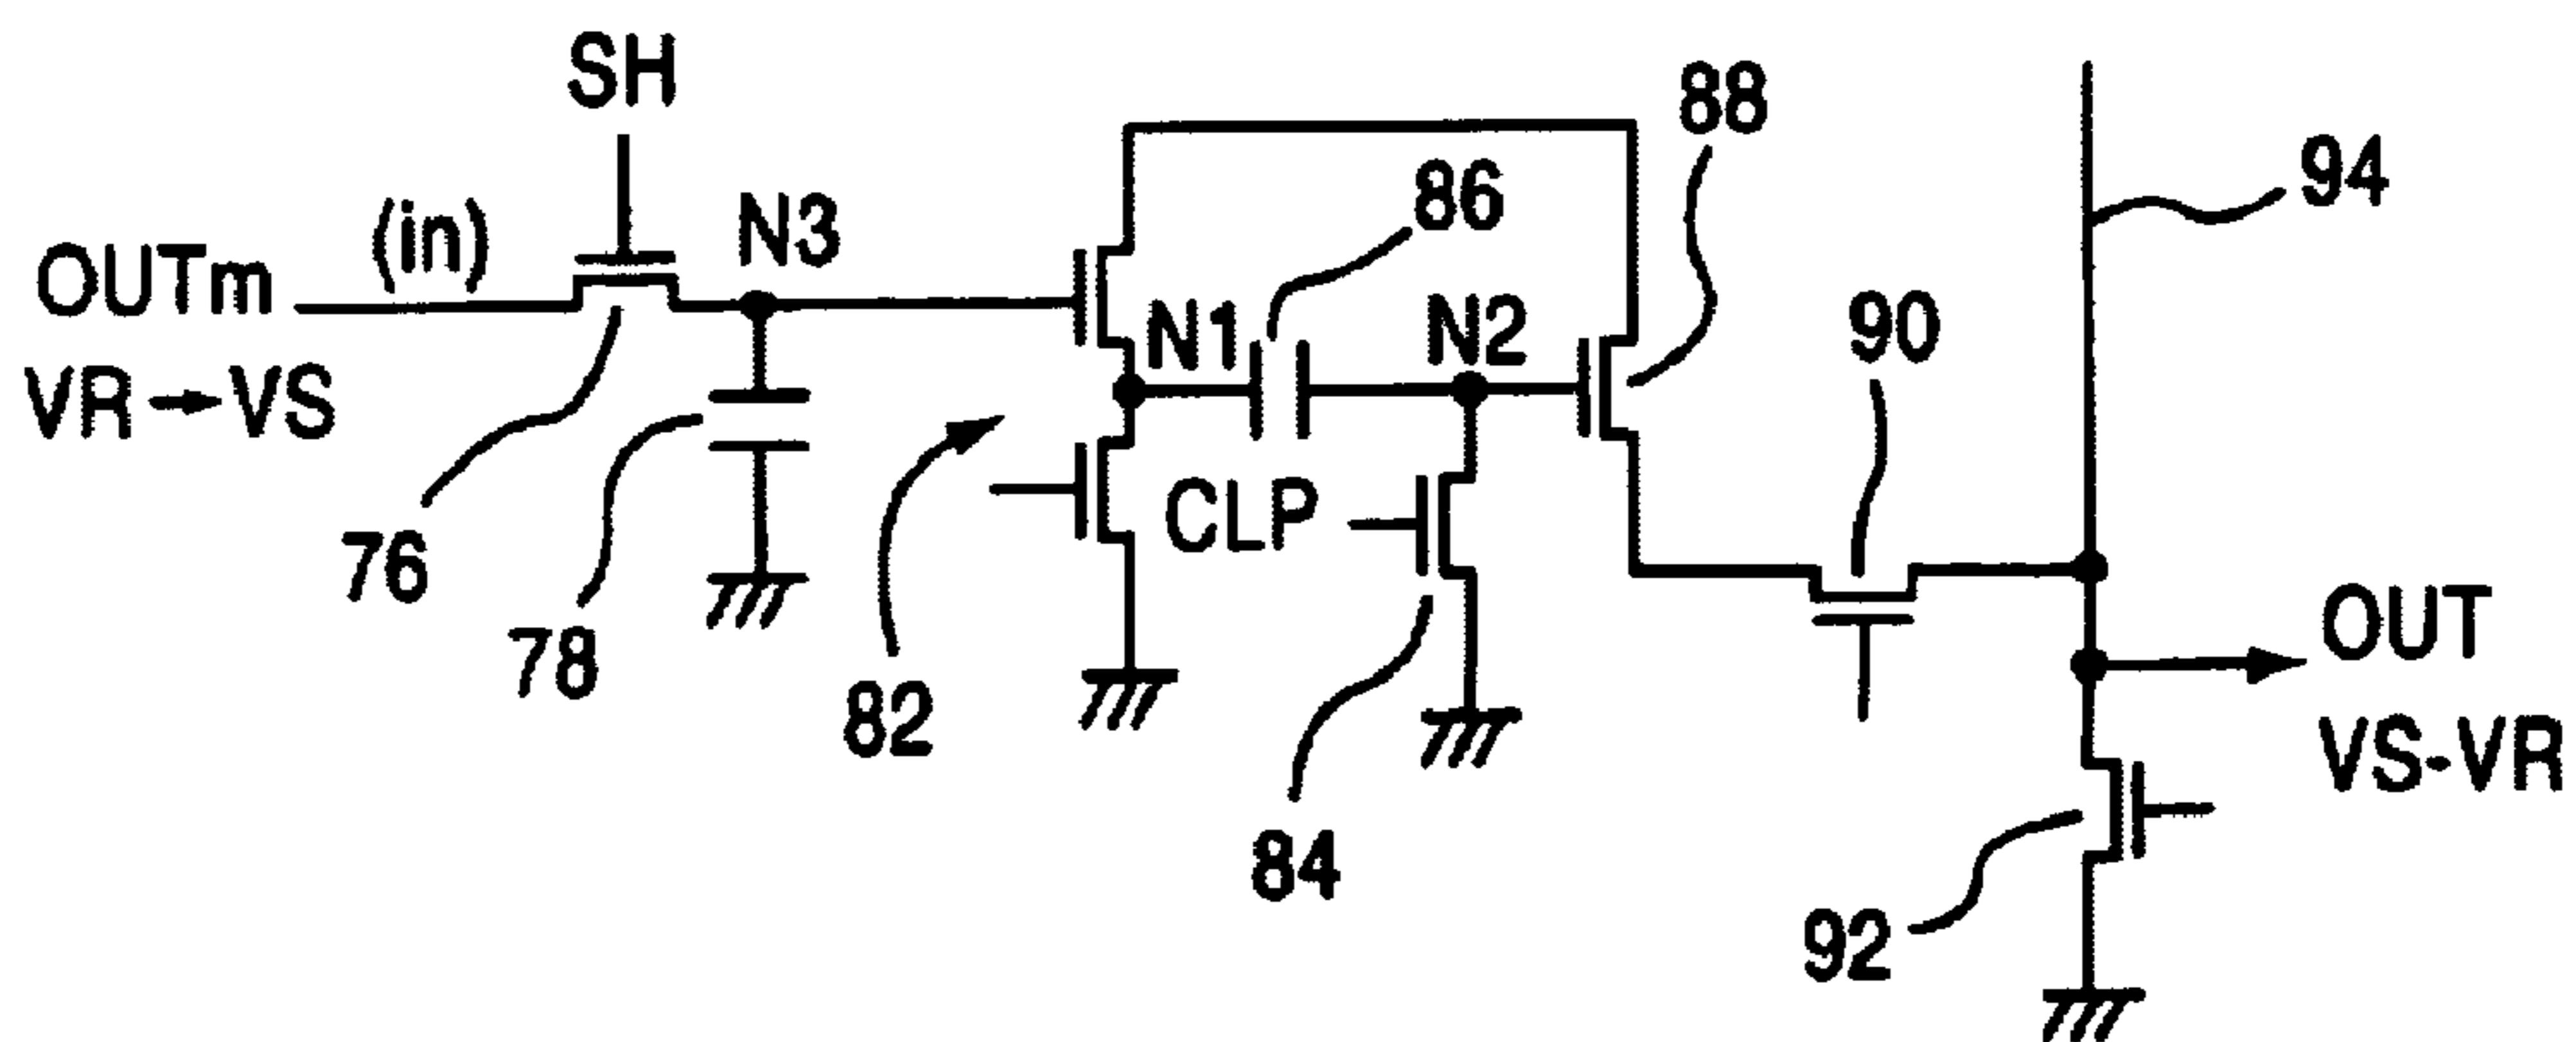 SH
88
94
86
(in)
N3
OUTm
N1
N2
90
VR→VS
CLP
76
OUT
78
82
VS-VR
84
92